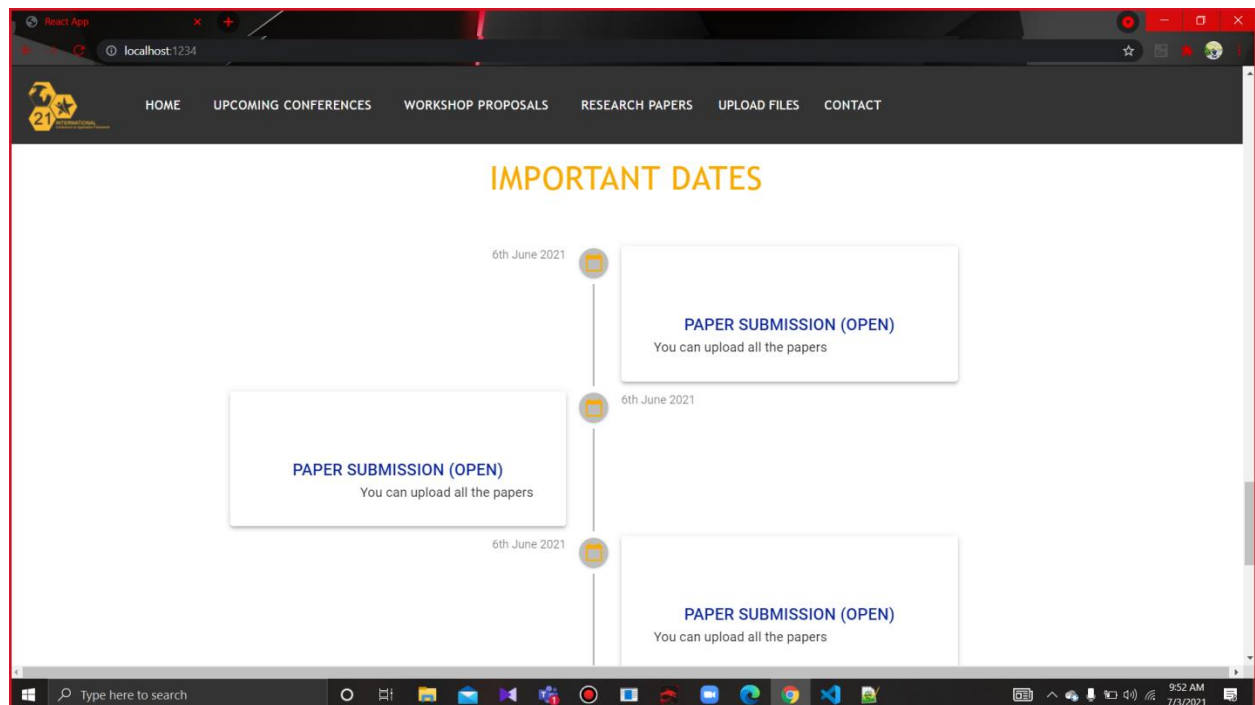 React App
localhost:1234
21
INTERNATIONAL
HOME UPCOMING CONFERENCES WORKSHOP PROPOSALS RESEARCH PAPERS UPLOAD FILES CONTACT
IMPORTANT DATES
6th June 2021
PAPER SUBMISSION (OPEN)
You can upload all the papers
6th June 2021
PAPER SUBMISSION (OPEN)
You can upload all the papers
6th June 2021
PAPER SUBMISSION (OPEN)
You can upload all the papers
Type here to search
9:52 AM
7/3/2021